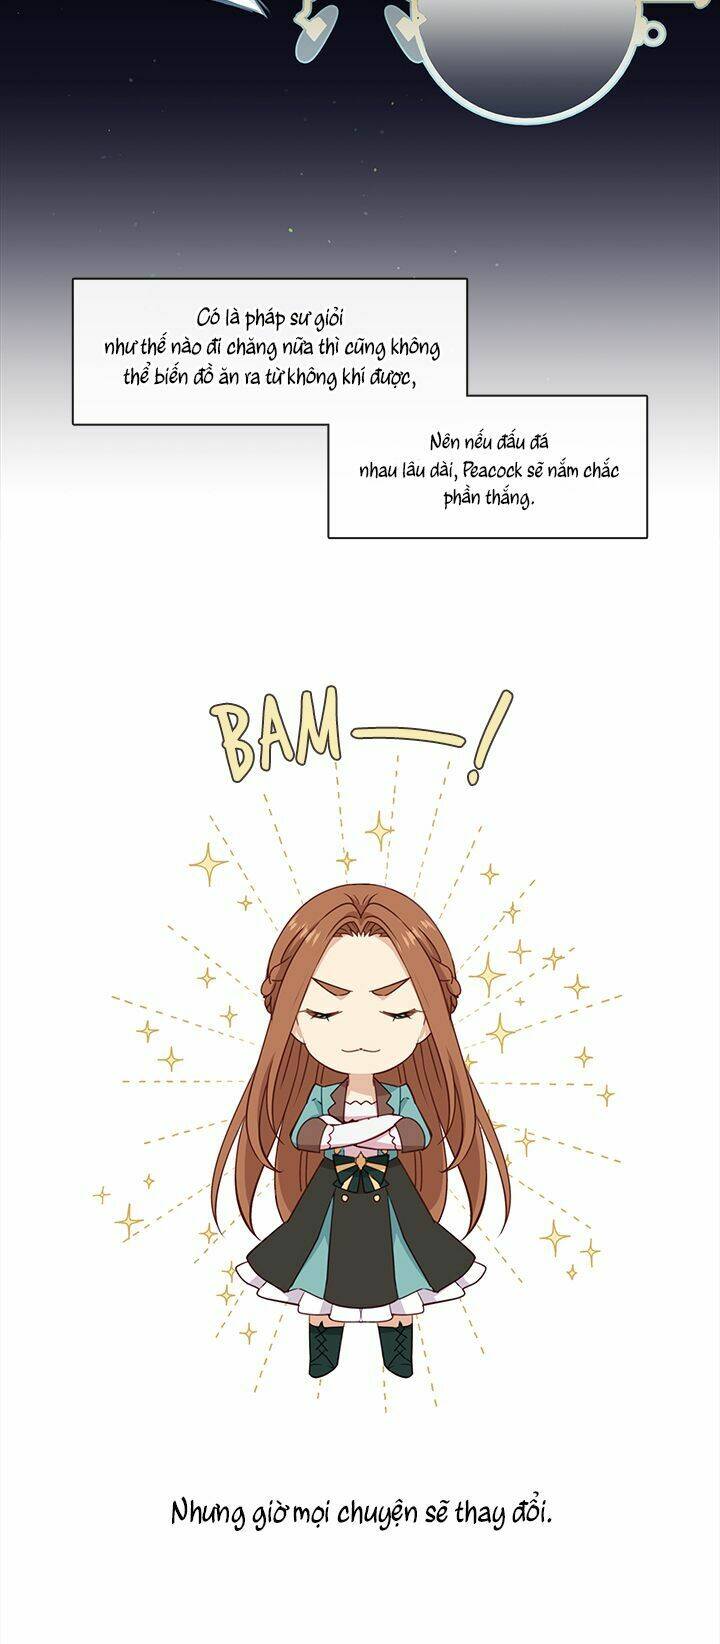 Có là pháp sư giỏi
như thế nào đi chăng nữa thì cũng không
thể biến đồ ăn ra từ không khí được,
Nên nếu đấu đá
nhau lâu dài, Peacock sẽ nắm chắc
phần thắng.
BAM—!
Nhưng giờ mọi chuyện sẽ thay đổi.